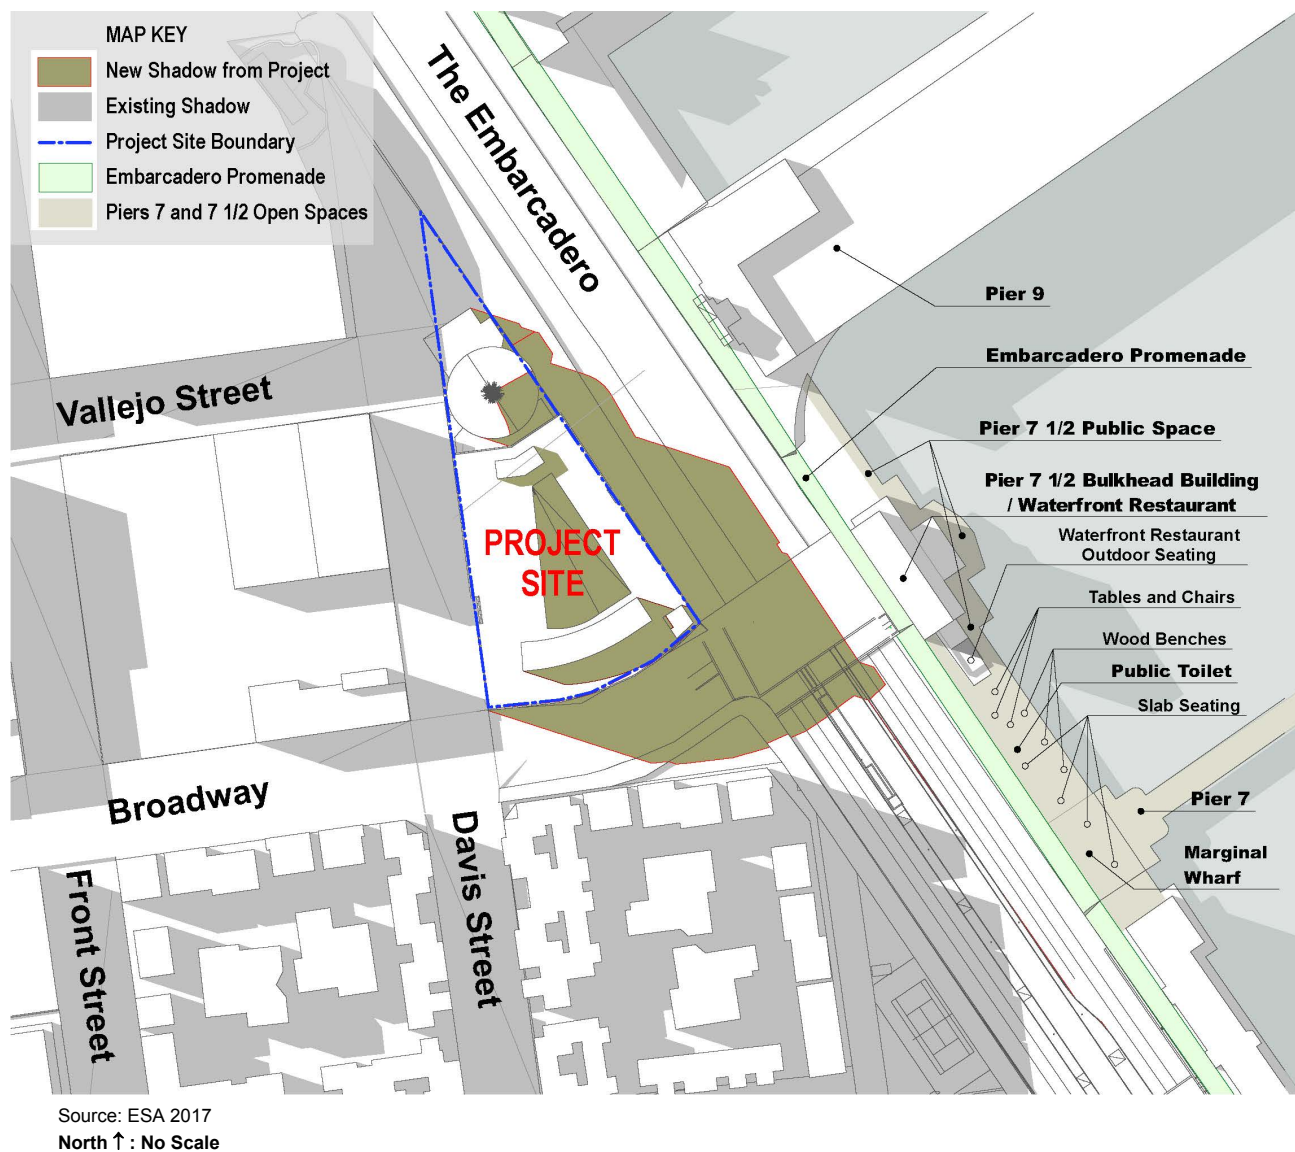 MAP KEY
New Shadow from Project
Existing Shadow
Project Site Boundary
Embarcadero Promenade
Piers 7 and 7 1/2 Open Spaces
The Embarcadero
Pier 9
Embarcadero Promenade
Vallejo Street
Pier 7 1/2 Public Space
Pier 7 1/2 Bulkhead Building
/ Waterfront Restaurant
Waterfront Restaurant
Outdoor Seating
PROJECT
SITE
Tables and Chairs
Wood Benches
Public Toilet
Slab Seating
Broadway
Pier 7
Davis Street
Marginal
Wharf
Front Street
Source: ESA 2017
North ↑ : No Scale